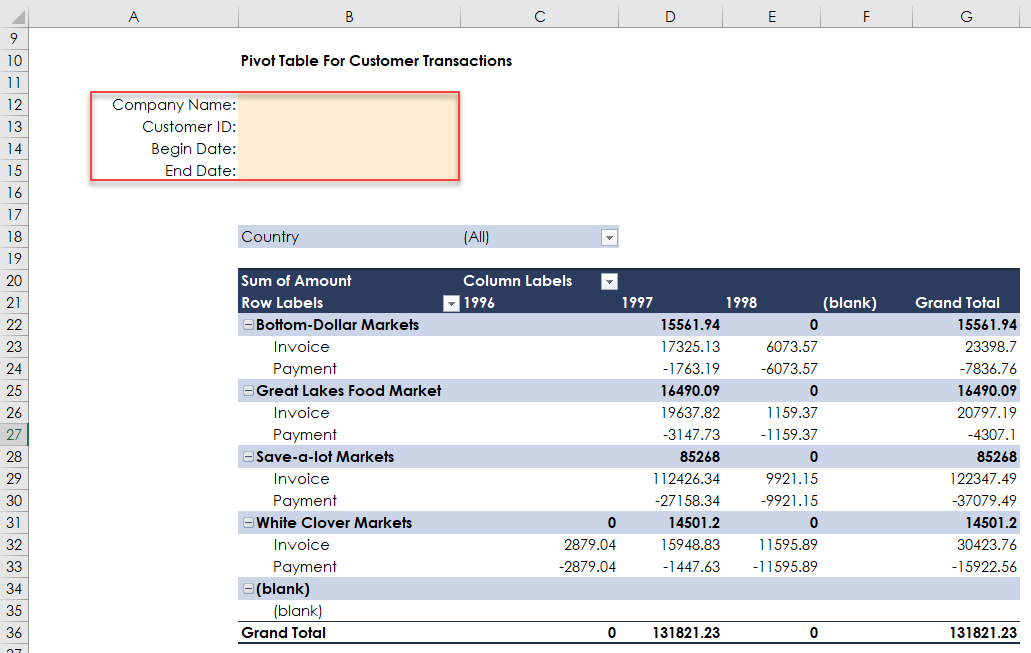 A B C D E F G
9
10 Pivot Table For Customer Transactions
11
12 Company Name:
13 Customer ID:
14 Begin Date:
15 End Date:
16
17
18 Country (All)
19
20 Sum of Amount Column Labels
21 Row Labels 1996 1997 1998 (blank) Grand Total
22 Bottom-Dollar Markets 15561.94 0 15561.94
23 Invoice 17325.13 6073.57 23398.7
24 Payment -1763.19 -6073.57 -7836.76
25 Great Lakes Food Market 16490.09 0 16490.09
26 Invoice 19637.82 1159.37 20797.19
27 Payment -3147.73 -1159.37 -4307.1
28 Save-a-lot Markets 85268 0 85268
29 Invoice 112426.34 9921.15 122347.49
30 Payment -27158.34 -9921.15 -37079.49
31 White Clover Markets 0 14501.2 0 14501.2
32 Invoice 2879.04 15948.83 11595.89 30423.76
33 Payment -2879.04 -1447.63 -11595.89 -15922.56
34 (blank)
35 (blank)
36 Grand Total 0 131821.23 0 131821.23
37